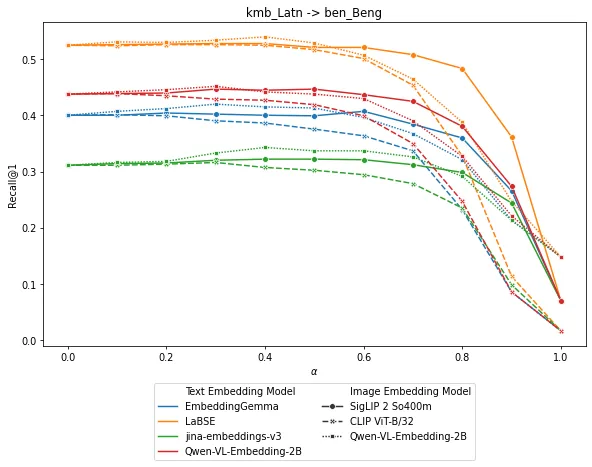 kmb_Latn -> ben_Beng
Recall@1
0.5
0.4
0.3
0.2
0.1
0.0
0.0 0.2 0.4 0.6 0.8 1.0
α
Text Embedding Model
EmbeddingGemma
LaBSE
jina-embeddings-v3
Qwen-VL-Embedding-2B
Image Embedding Model
SigLIP 2 So400m
CLIP ViT-B/32
Qwen-VL-Embedding-2B